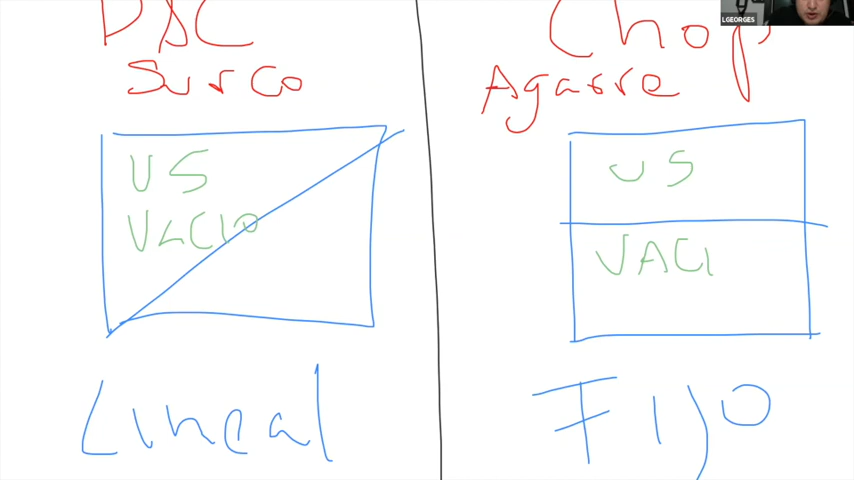 LGEORGES
DSC
Surco
US
VACIO
Lineal
Chop
Agarre
US
VACI
Fijo